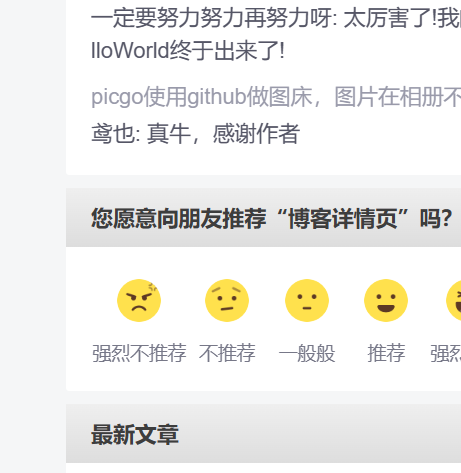 一定要努力努力再努力呀: 太厉害了!我
lloWorld终于出来了!
picgo使用github做图床，图片在相册不
鸢也: 真牛，感谢作者
您愿意向朋友推荐“博客详情页”吗？
强烈不推荐 不推荐 一般般 推荐 强
最新文章